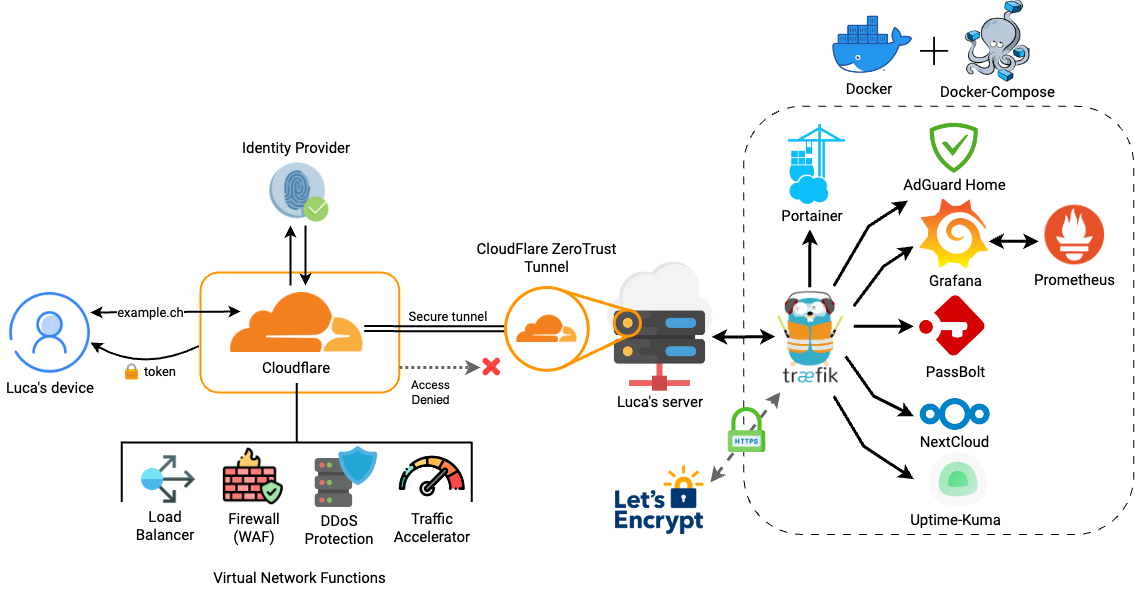 Docker
Docker-Compose
Identity Provider
Portainer
AdGuard Home
CloudFlare ZeroTrust
Tunnel
Grafana
Prometheus
example.ch
Secure tunnel
Cloudflare
token
Luca's device
Access
Denied
Luca's server
træfik
PassBolt
HTTPS
NextCloud
Let's
Encrypt
Load
Balancer
Firewall
(WAF)
DDoS
Protection
Traffic
Accelerator
Uptime-Kuma
Virtual Network Functions